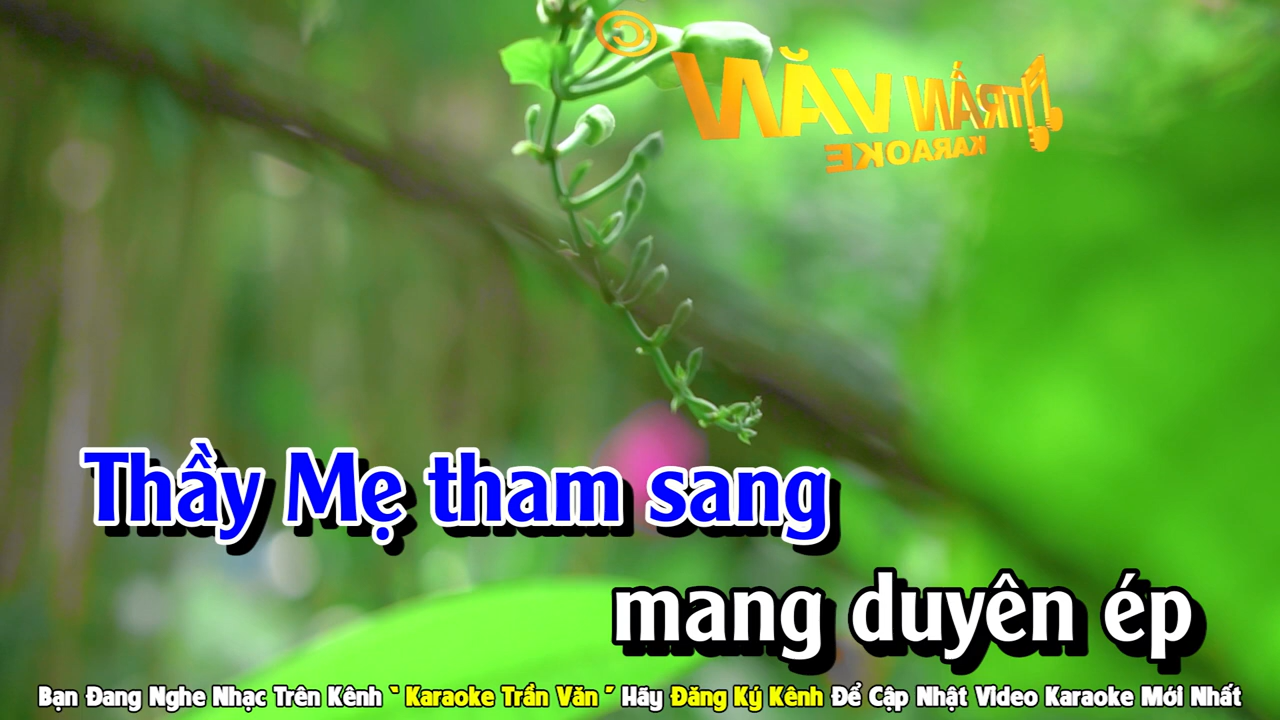 ©
TRẦN VĂN
KARAOKE
Thầy Mẹ tham sang
mang duyên ép
Bạn Đang Nghe Nhạc Trên Kênh ` Karaoke Trần Văn ´ Hãy Đăng Ký Kênh Để Cập Nhật Video Karaoke Mới Nhất